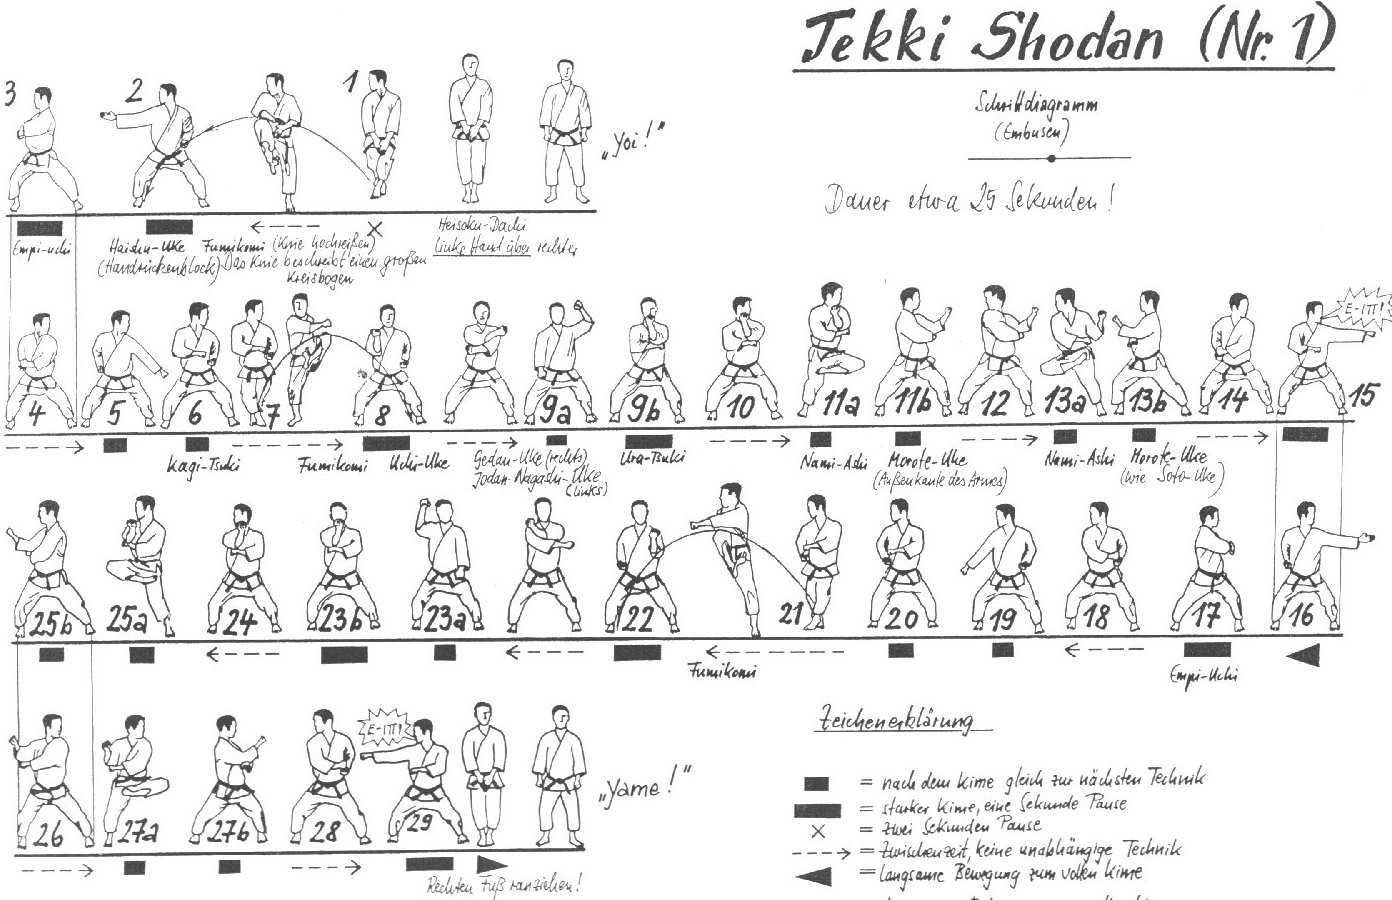 Tekki Shodan (Nr. 1)
Schrittdiagramm
(Embusen)
Dauer etwa 25 Sekunden!
3 2 1
„Yoi!“
Empi-Uchi
Haishu-Uke
(Handrückenblock)
Fumikomi (Knie hochreißen)
Das Knie beschreibt einen großen
Kreisbogen
Heisoku-Dachi
linke Hand über rechter
E-ITI!
4 5 6 7 8 9a 9b 10 11a 11b 12 13a 13b 14 15
Kagi-Tsuki
Fumikomi
Uchi-Uke
Gedan-Uke (rechts)
Jodan-Nagashi-Uke
(links)
Ura-Tsuki
Nami-Ashi
Morote-Uke
(Außenkante des Armes)
Nami-Ashi
Morote-Uke
(wie Soto-Uke)
25b 25a 24 23b 23a 22 21 20 19 18 17 16
Fumikomi
Empi-Uchi
E-ITI!
26 27a 27b 28 29
„Yame!“
Rechten Fuß ranziehen!
Zeichenerklärung
= nach dem Kime gleich zur nächsten Technik
= starker Kime, eine Sekunde Pause
= zwei Sekunden Pause
= Zwischenzeit, keine unabhängige Technik
= langsame Bewegung zum vollen Kime